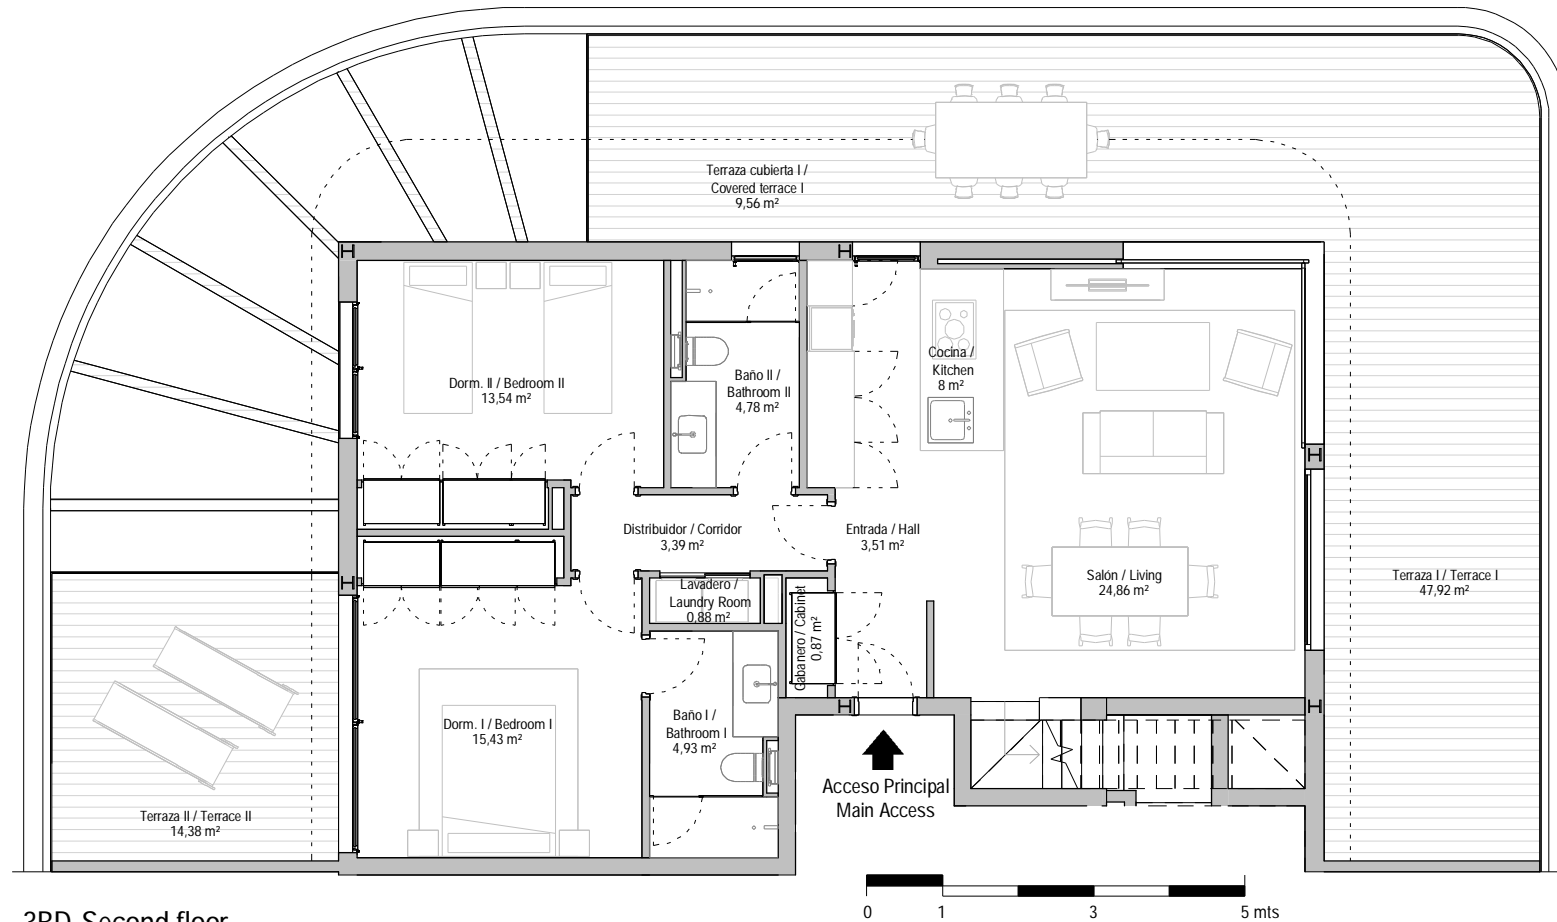 Terraza cubierta I /
Covered terrace I
9,56 m²
Cocina /
Kitchen
8 m²
Dorm. II / Bedroom II
13,54 m²
Baño II /
Bathroom II
4,78 m²
Distribuidor / Corridor
3,39 m²
Entrada / Hall
3,51 m²
Salón / Living
24,86 m²
Terraza I / Terrace I
47,92 m²
Lavadero /
Laundry Room
0,88 m²
Gabanero / Cabinet
0,87 m²
Dorm. I / Bedroom I
15,43 m²
Baño I /
Bathroom I
4,93 m²
Terraza II / Terrace II
14,38 m²
Acceso Principal
Main Access
0 1 3 5 mts
Second floor